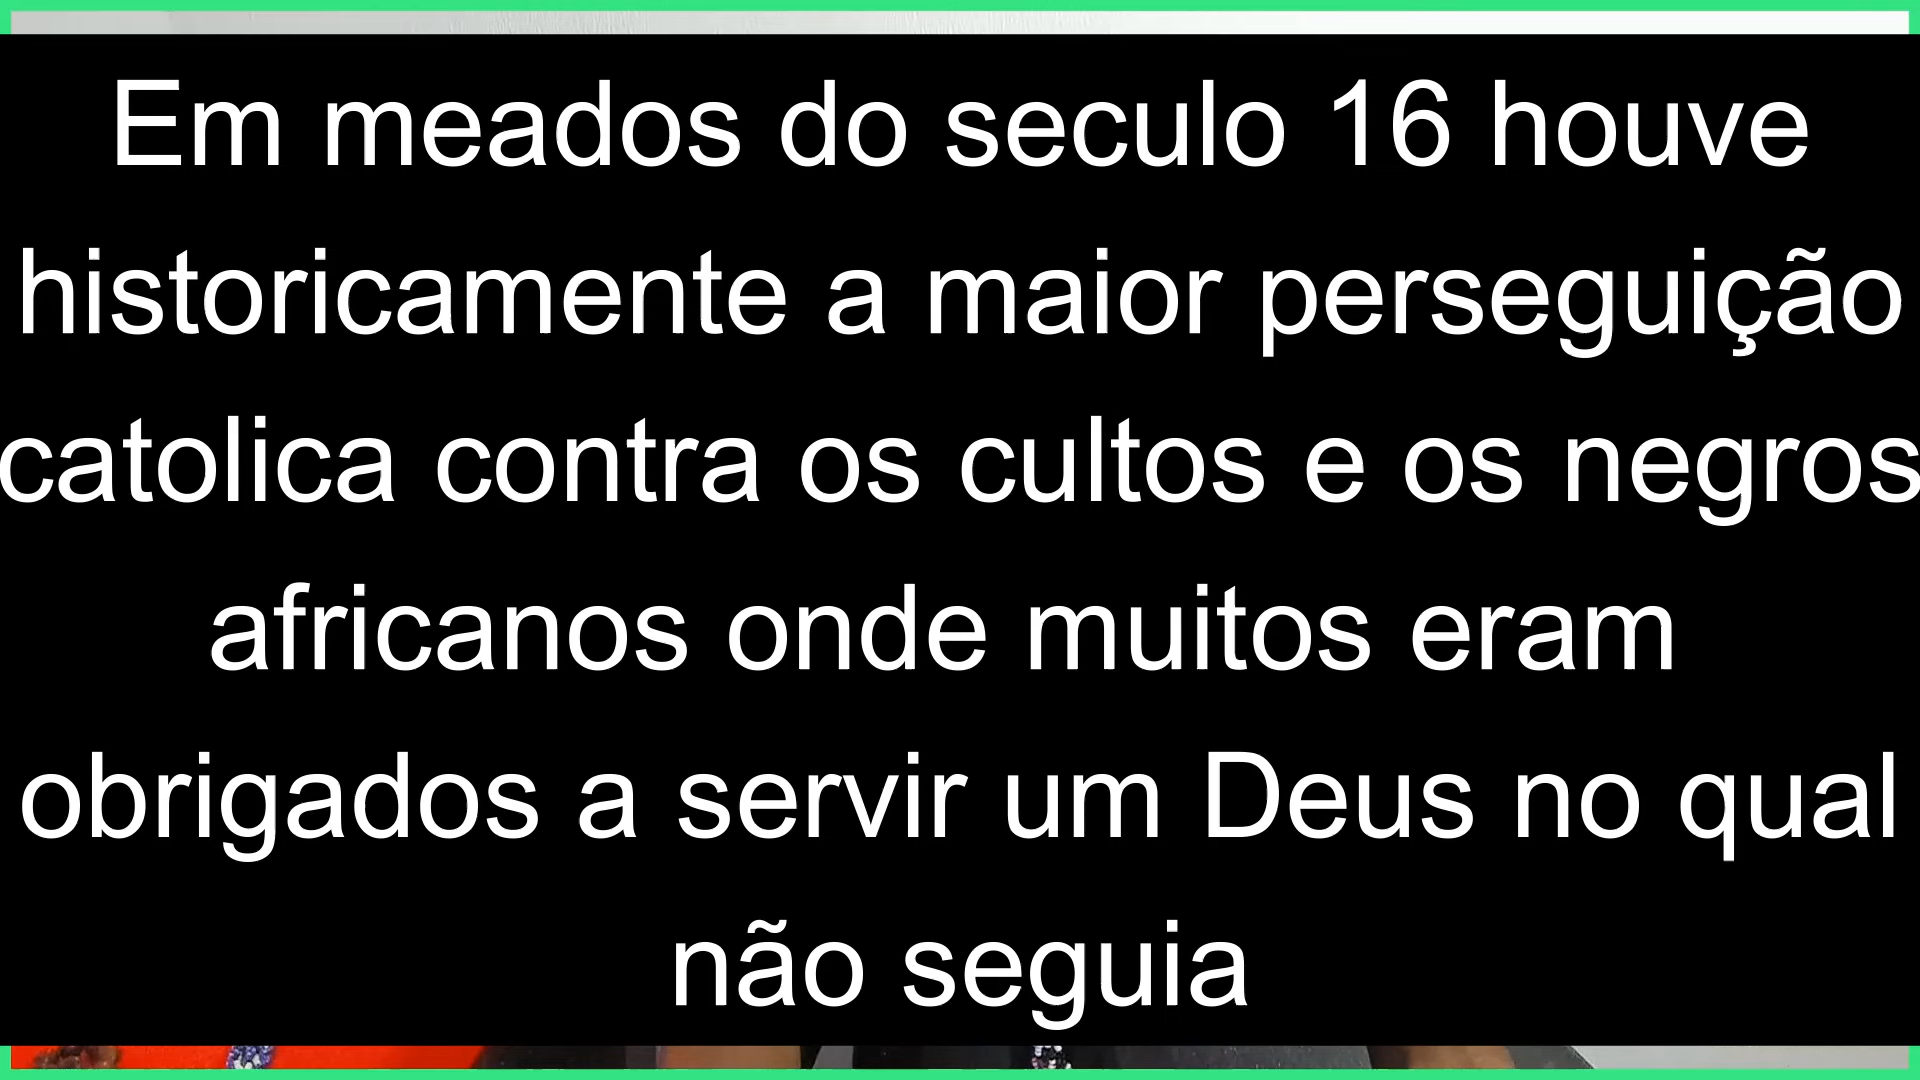 Em meados do seculo 16 houve
historicamente a maior perseguição
catolica contra os cultos e os negros
africanos onde muitos eram
obrigados a servir um Deus no qual
não seguia